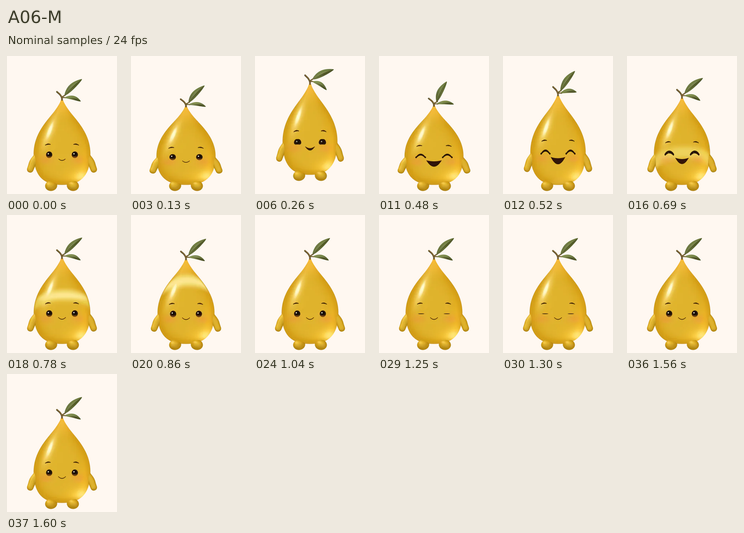 A06-M
Nominal samples / 24 fps
000 0.00 s
003 0.13 s
006 0.26 s
011 0.48 s
012 0.52 s
016 0.69 s
018 0.78 s
020 0.86 s
024 1.04 s
029 1.25 s
030 1.30 s
036 1.56 s
037 1.60 s